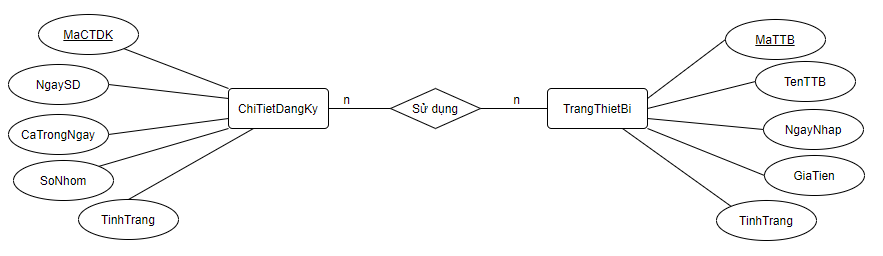 MaCTDK
NgaySD
CaTrongNgay
SoNhom
TinhTrang
ChiTietDangKy
n
Sử dụng
n
TrangThietBi
MaTTB
TenTTB
NgayNhap
GiaTien
TinhTrang